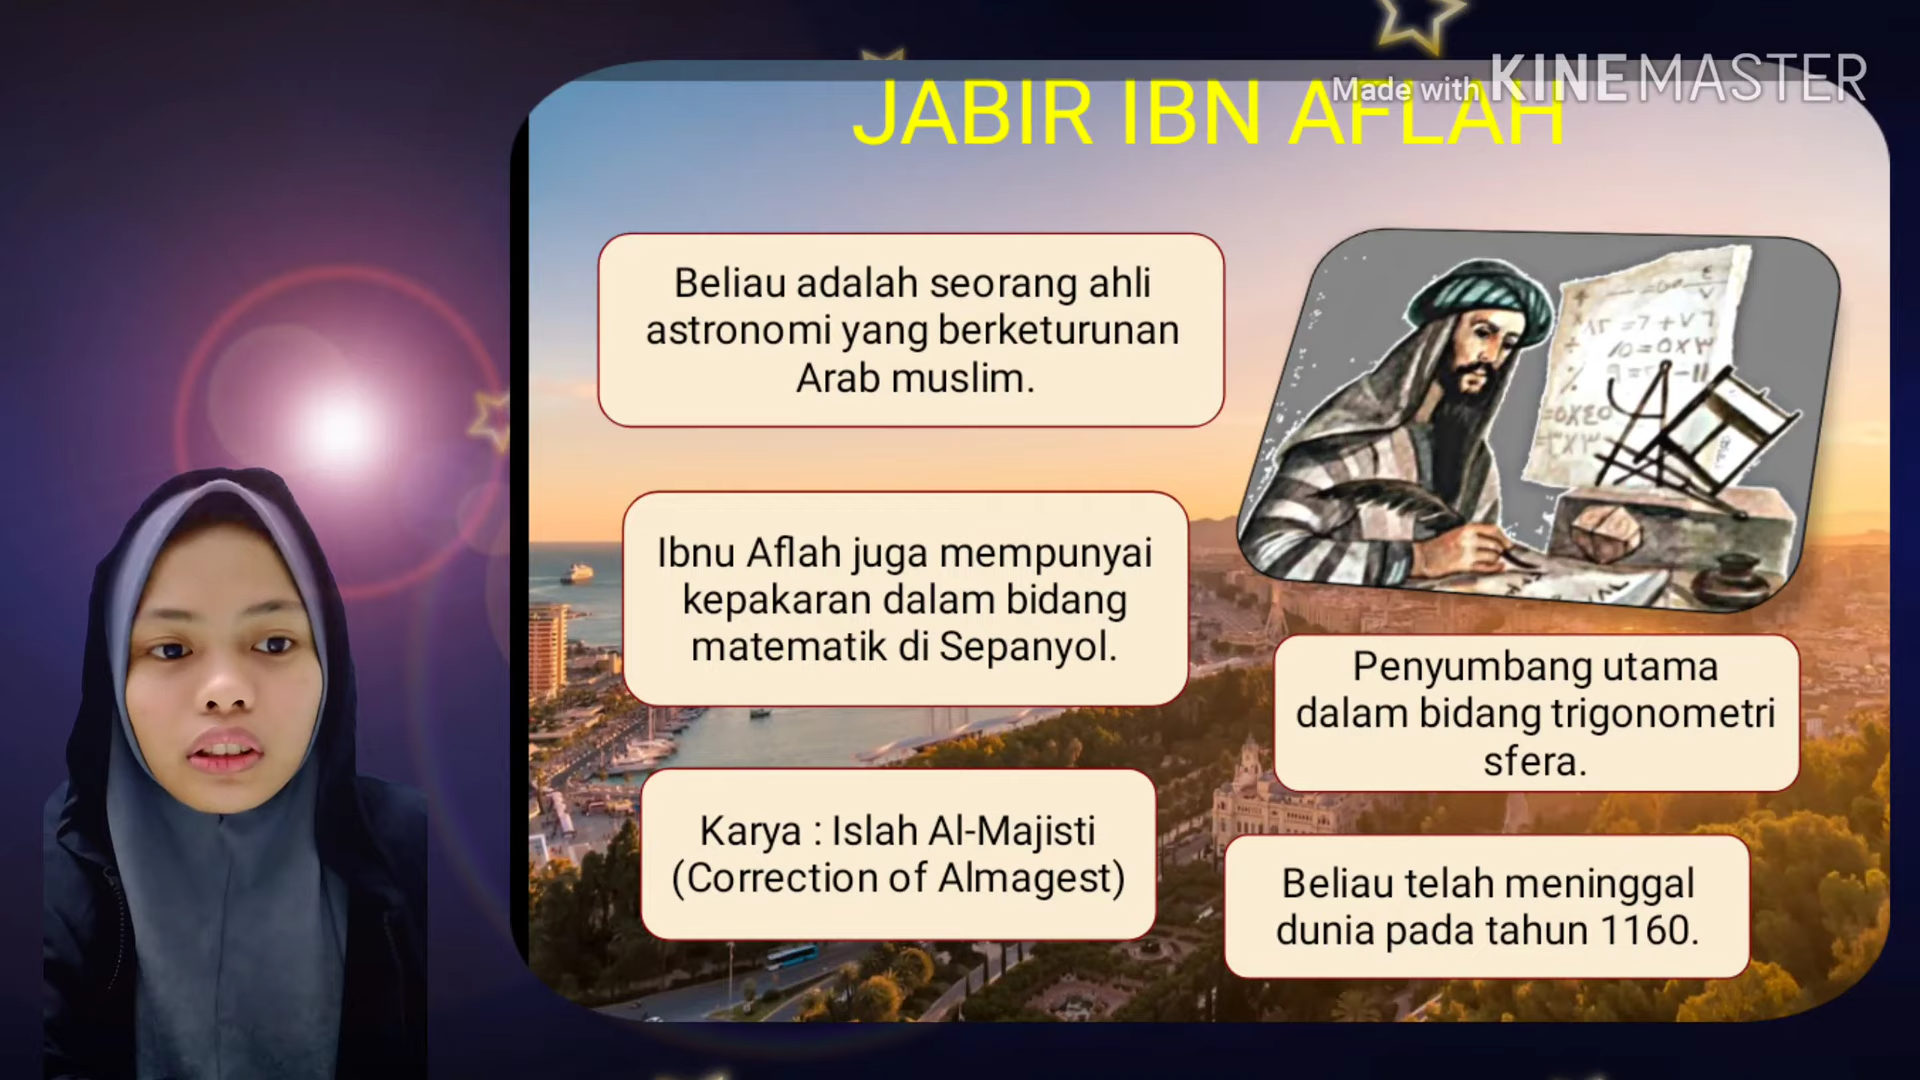 Made with KINEMASTER
JABIR IBN AFLAH
Beliau adalah seorang ahli
astronomi yang berketurunan
Arab muslim.
Ibnu Aflah juga mempunyai
kepakaran dalam bidang
matematik di Sepanyol.
Karya : Islah Al-Majisti
(Correction of Almagest)
Penyumbang utama
dalam bidang trigonometri
sfera.
Beliau telah meninggal
dunia pada tahun 1160.